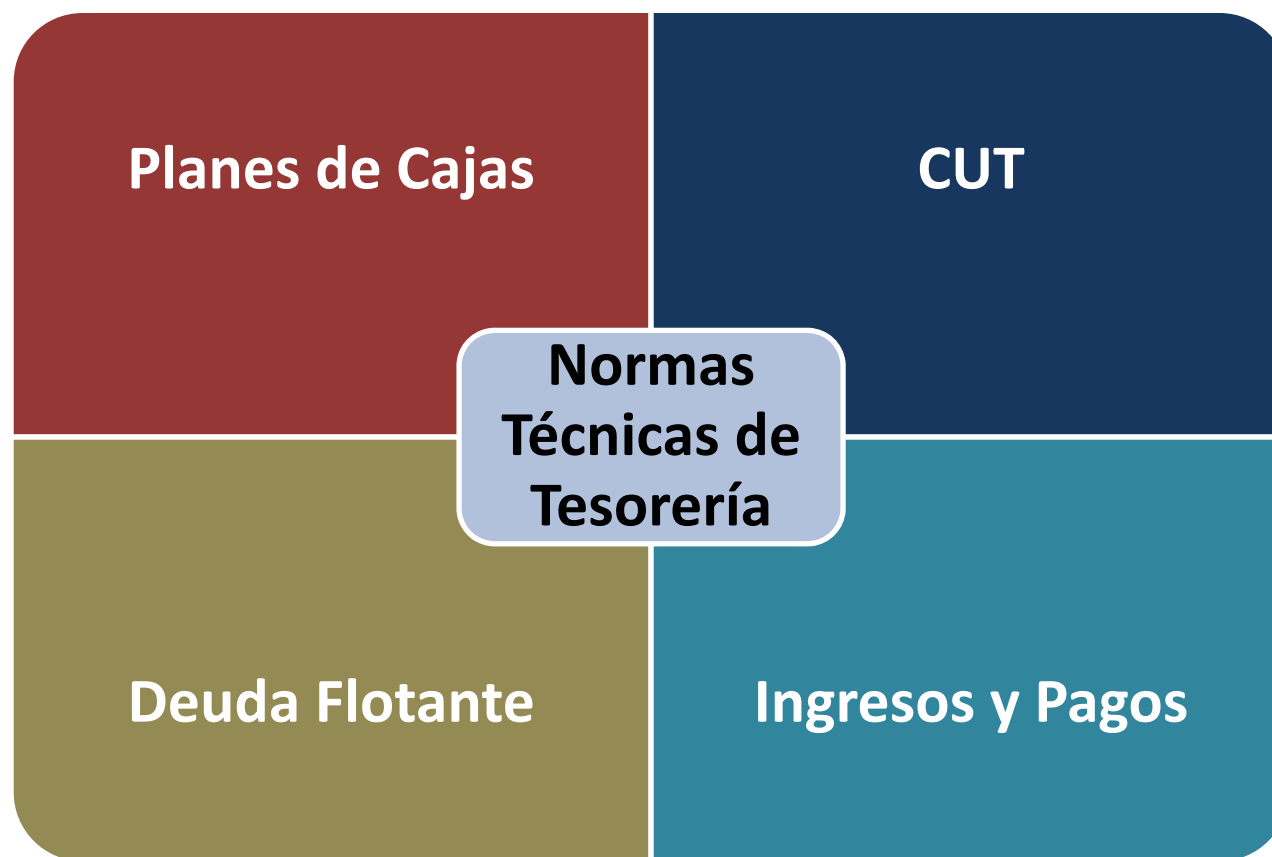 Planes de Cajas
CUT
Normas
Técnicas de
Tesorería
Deuda Flotante
Ingresos y Pagos